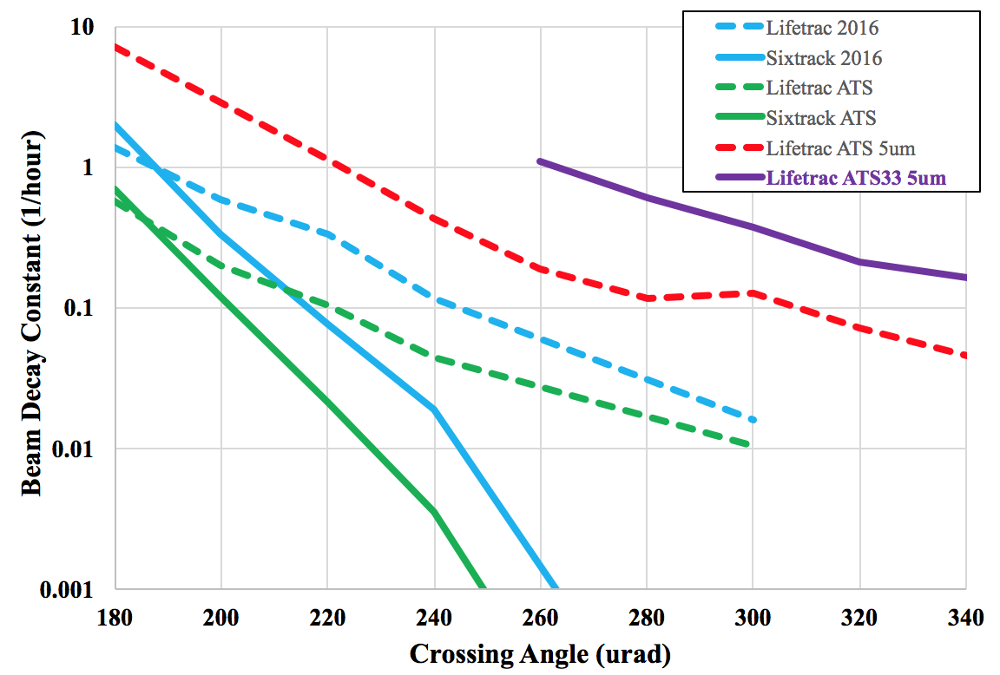 10
1
0.1
0.01
0.001
Beam Decay Constant (1/hour)
180 200 220 240 260 280 300 320 340
Crossing Angle (urad)
Lifetrac 2016
Sixtrack 2016
Lifetrac ATS
Sixtrack ATS
Lifetrac ATS 5um
Lifetrac ATS33 5um